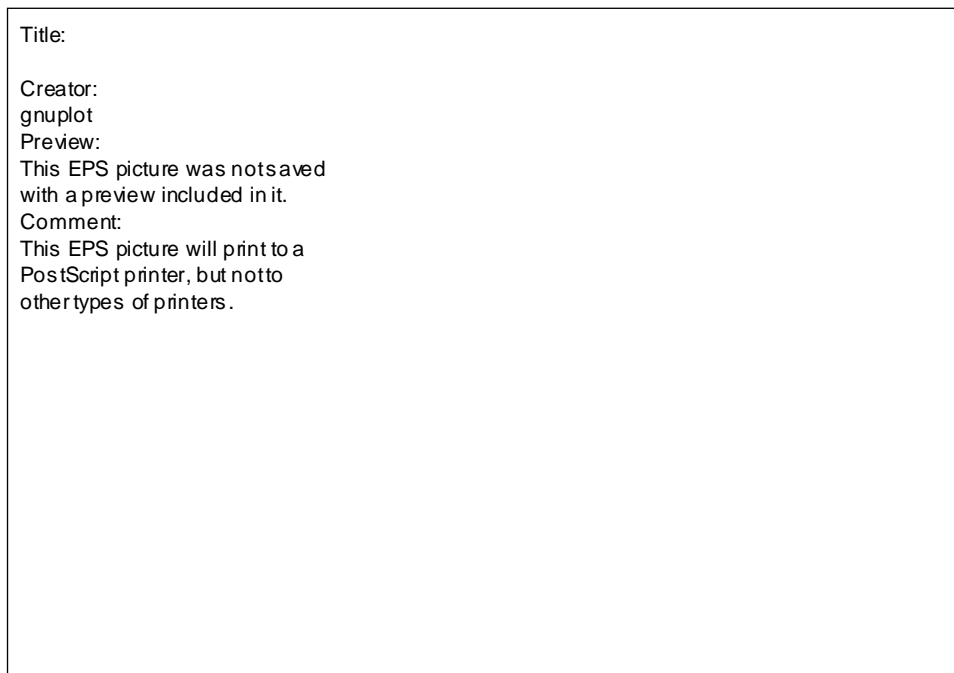 Title:
Creator:
gnuplot
Preview:
This EPS picture was not saved
with a preview included in it.
Comment:
This EPS picture will print to a
PostScript printer, but not to
other types of printers.